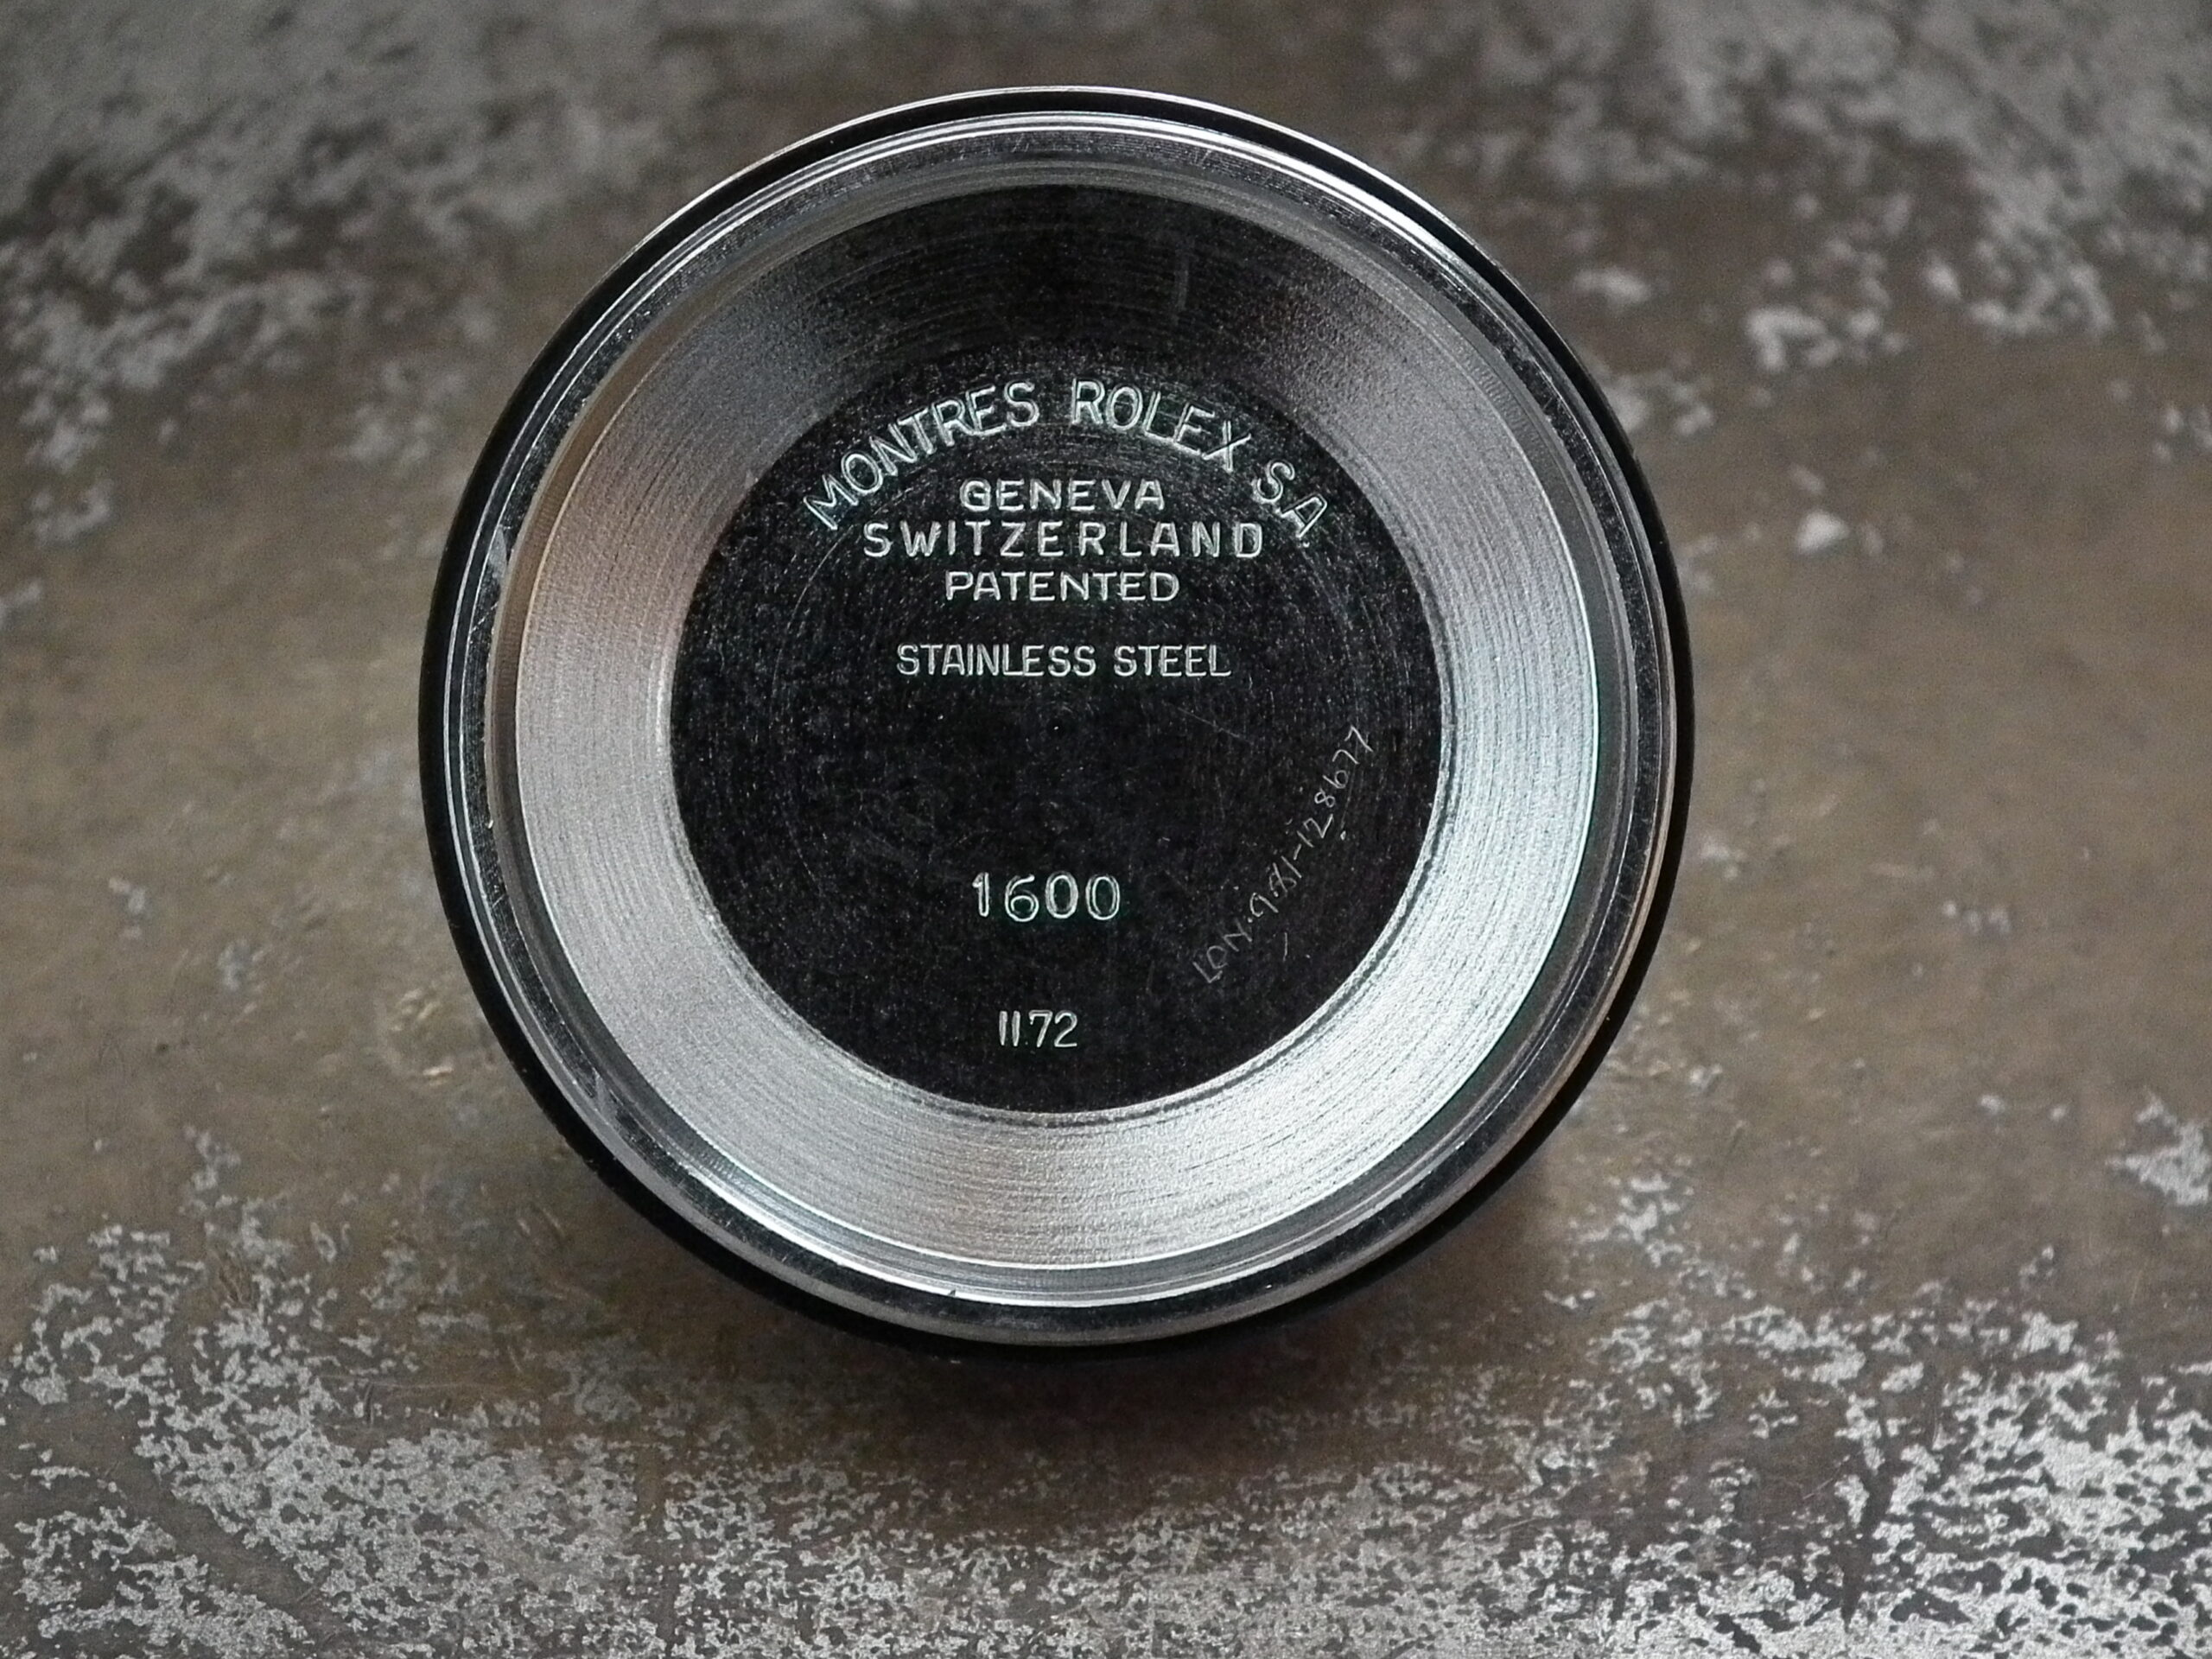 MONTRES ROLEX S.A
GENEVA
SWITZERLAND
PATENTED
STAINLESS STEEL
1600
II.72